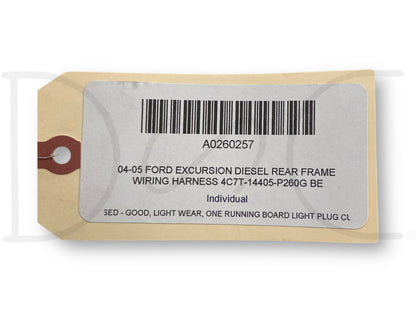 A0260257
04-05 FORD EXCURSION DIESEL REAR FRAME
WIRING HARNESS 4C7T-14405-P260G BE
Individual
SED - GOOD, LIGHT WEAR, ONE RUNNING BOARD LIGHT PLUG CU